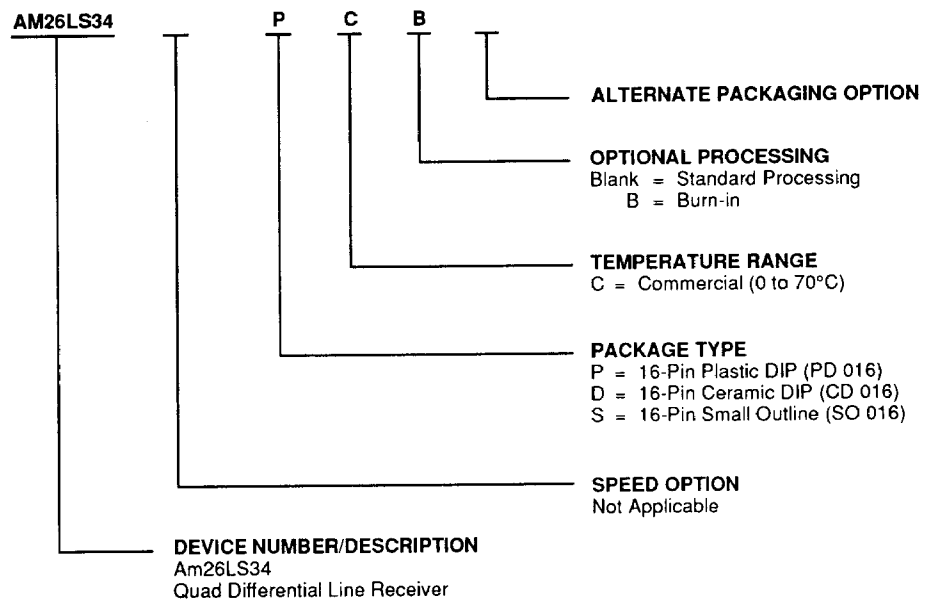 AM26LS34 P C B
ALTERNATE PACKAGING OPTION
OPTIONAL PROCESSING
Blank = Standard Processing
B = Burn-in
TEMPERATURE RANGE
C = Commercial (0 to 70°C)
PACKAGE TYPE
P = 16-Pin Plastic DIP (PD 016)
D = 16-Pin Ceramic DIP (CD 016)
S = 16-Pin Small Outline (SO 016)
SPEED OPTION
Not Applicable
DEVICE NUMBER/DESCRIPTION
Am26LS34
Quad Differential Line Receiver